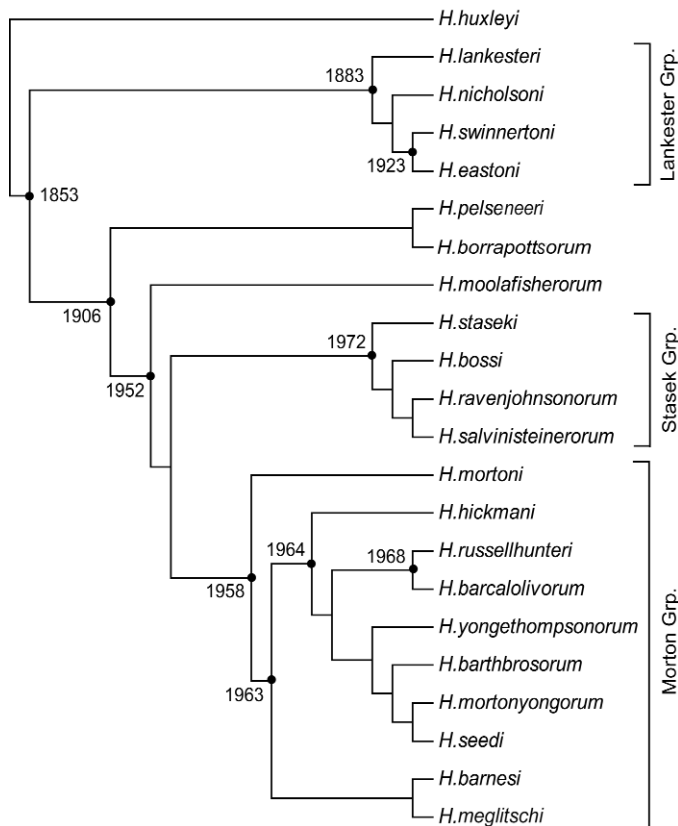 H.huxleyi
H.lankesteri
1883
H.nicholsoni
H.swinnertoni
1923
H.eastoni
Lankester Grp.
1853
H.pelseneeri
H.borrapottsorum
1906
H.moolafisherorum
1952
H.staseki
1972
H.bossi
H.ravenjohnsonorum
H.salvinisteinerorum
Stasek Grp.
H.mortoni
H.hickmani
1964
H.russellhunteri
1968
H.barcalolivorum
1958
H.yongethompsonorum
H.barthbrosorum
1963
H.mortonyongorum
H.seedi
H.barnesi
H.meglitschi
Morton Grp.